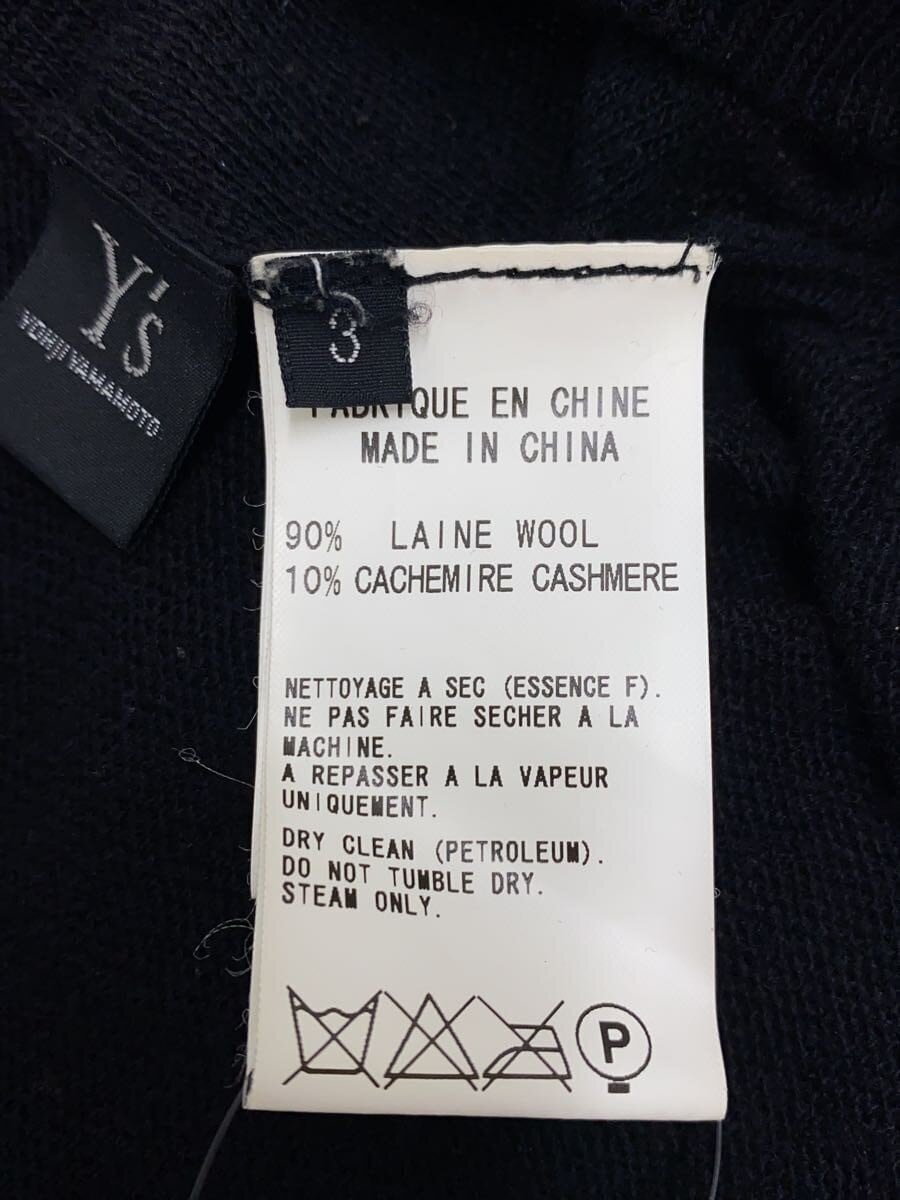 Y's
YOHJI YAMAMOTO
3
FABRIQUE EN CHINE
MADE IN CHINA
90% LAINE WOOL
10% CACHEMIRE CASHMERE
NETTOYAGE A SEC (ESSENCE F).
NE PAS FAIRE SECHER A LA
MACHINE.
A REPASSER A LA VAPEUR
UNIQUEMENT.
DRY CLEAN (PETROLEUM).
DO NOT TUMBLE DRY.
STEAM ONLY.
P